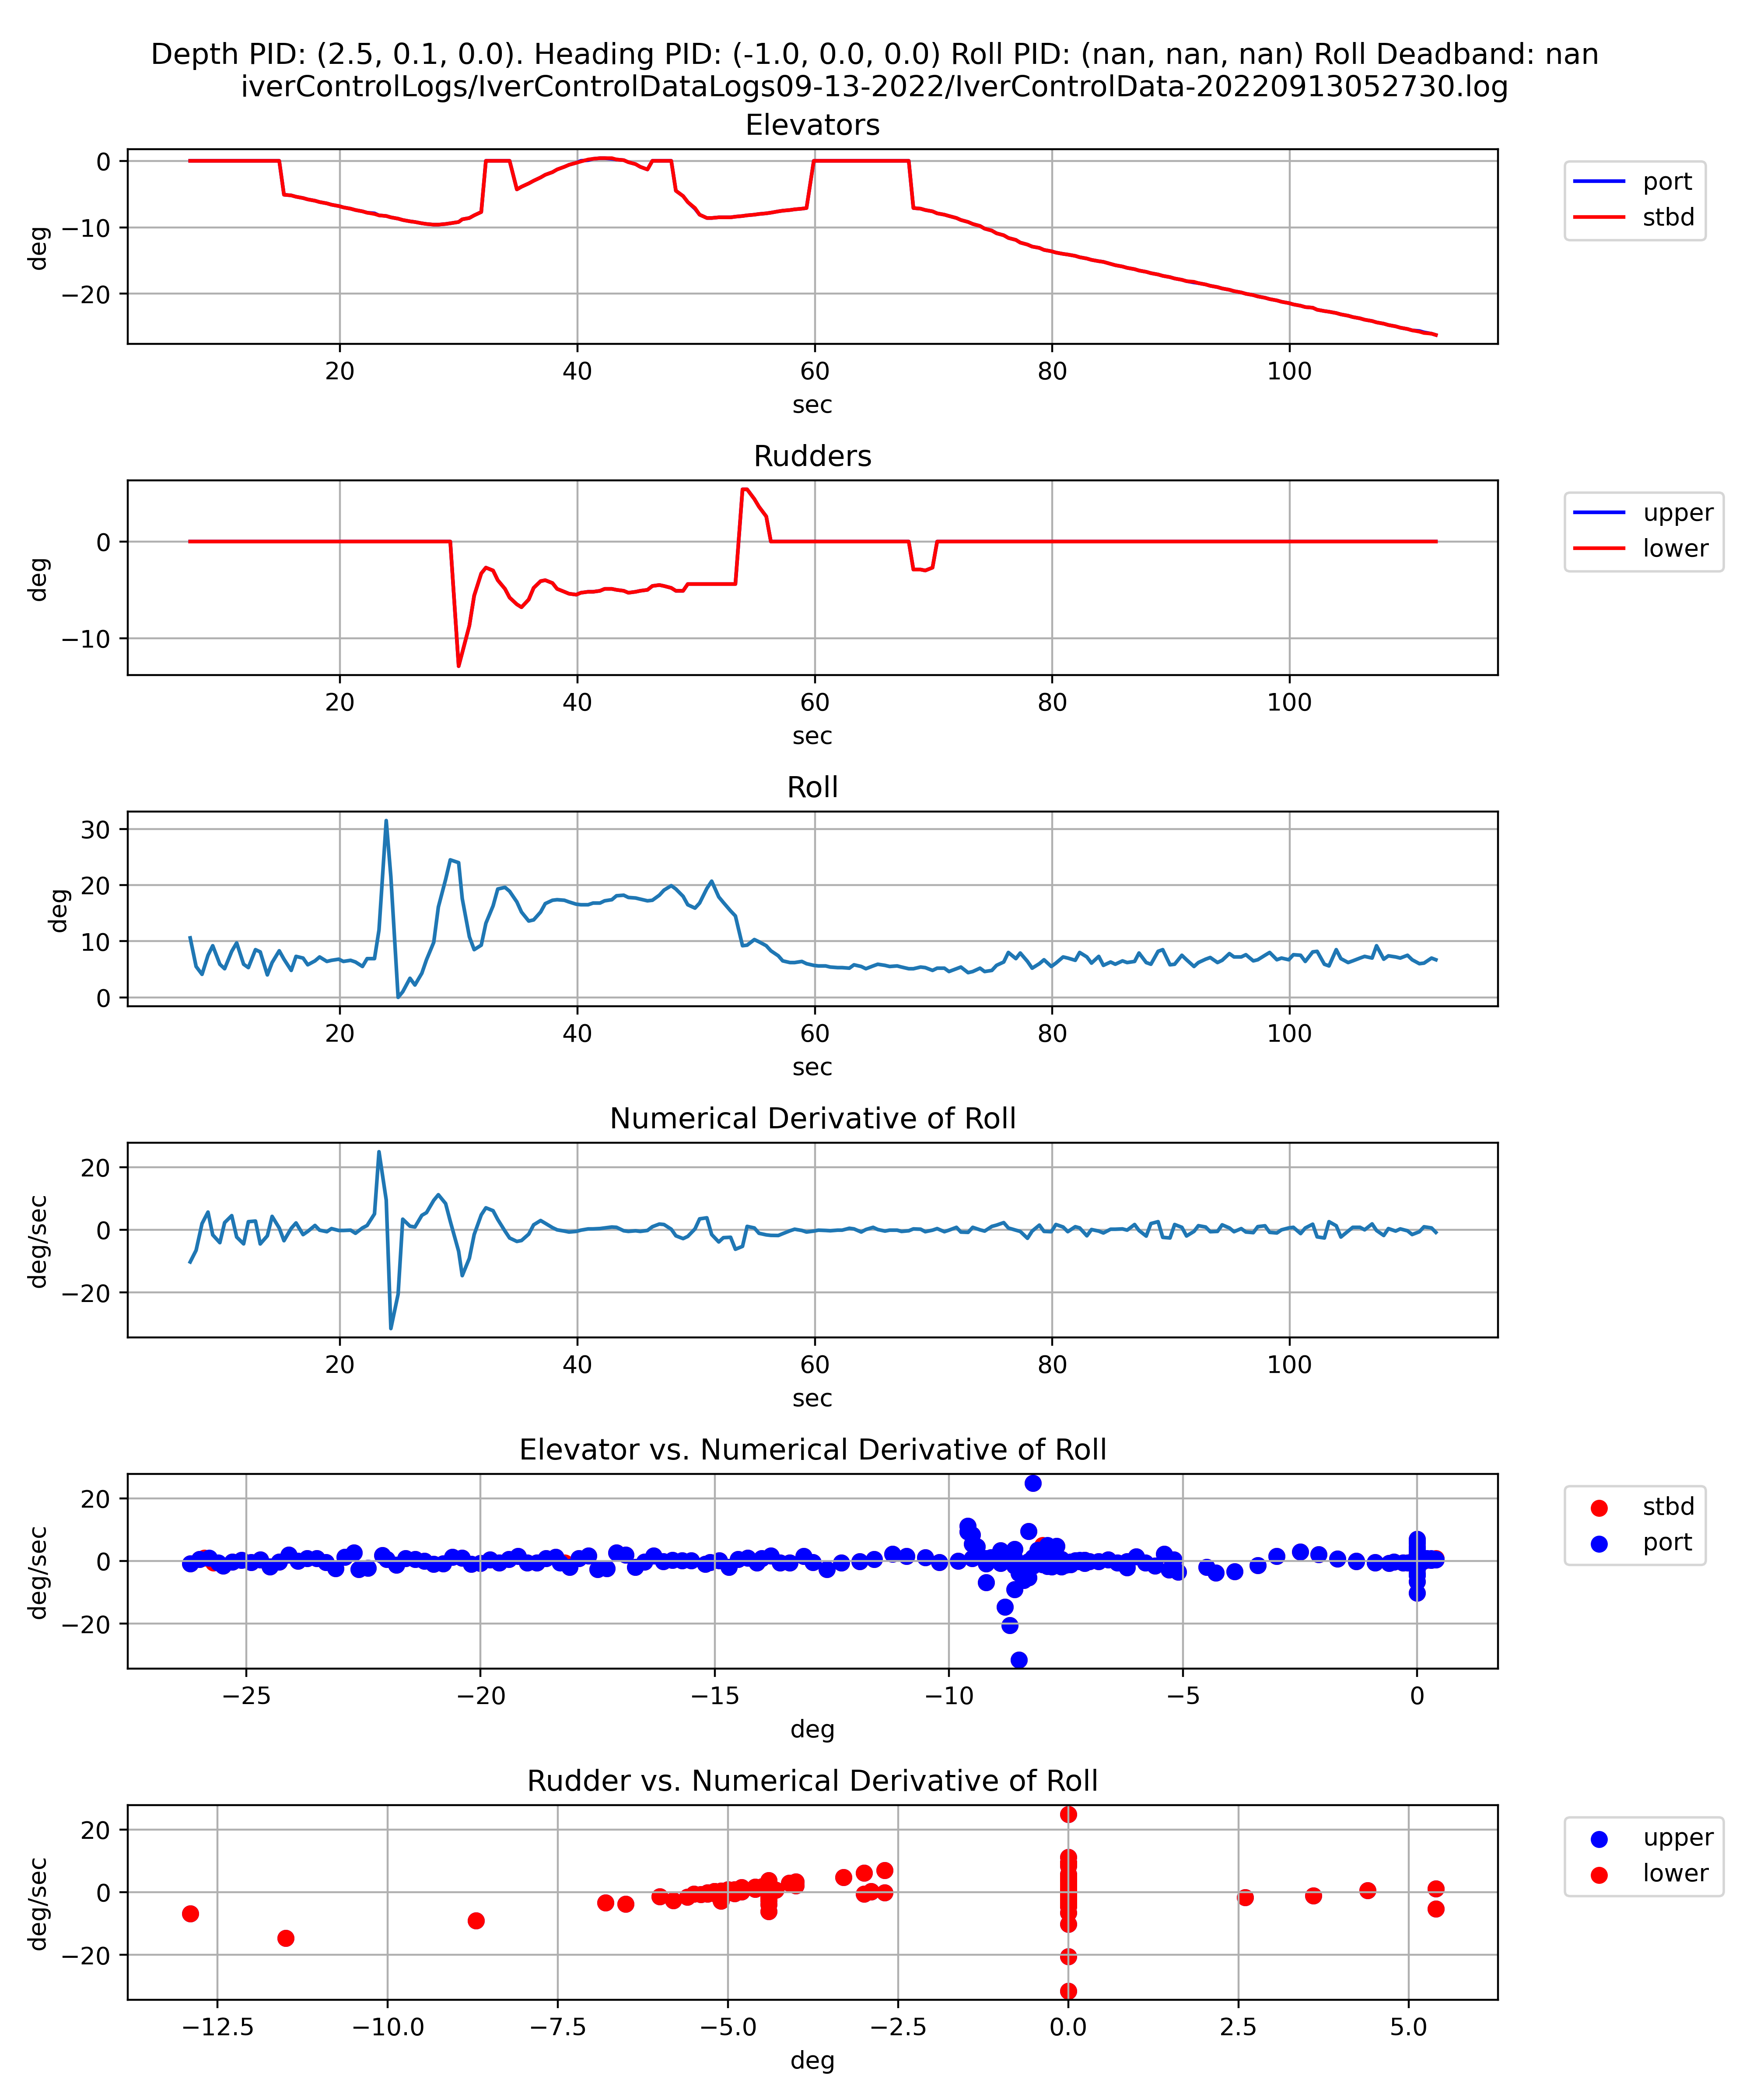 Depth PID: (2.5, 0.1, 0.0). Heading PID: (-1.0, 0.0, 0.0) Roll PID: (nan, nan, nan) Roll Deadband: nan
iverControlLogs/IverControlDataLogs09-13-2022/IverControlData-20220913052730.log
Elevators
0
−10
−20
deg
20 40 60 80 100
sec
port
stbd
Rudders
0
−10
deg
20 40 60 80 100
sec
upper
lower
Roll
30
20
10
0
deg
20 40 60 80 100
sec
Numerical Derivative of Roll
20
0
−20
deg/sec
20 40 60 80 100
sec
Elevator vs. Numerical Derivative of Roll
20
0
−20
deg/sec
−25 −20 −15 −10 −5 0
deg
stbd
port
Rudder vs. Numerical Derivative of Roll
20
0
−20
deg/sec
−12.5 −10.0 −7.5 −5.0 −2.5 0.0 2.5 5.0
deg
upper
lower